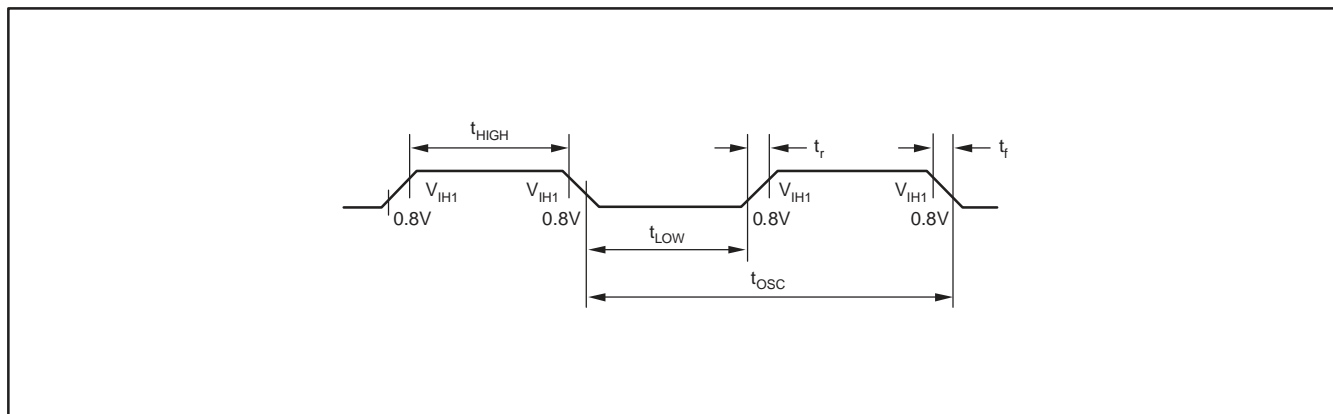 tHIGH
tr
tf
VIH1 VIH1 VIH1 VIH1
0.8V 0.8V 0.8V 0.8V
tLOW
tOSC